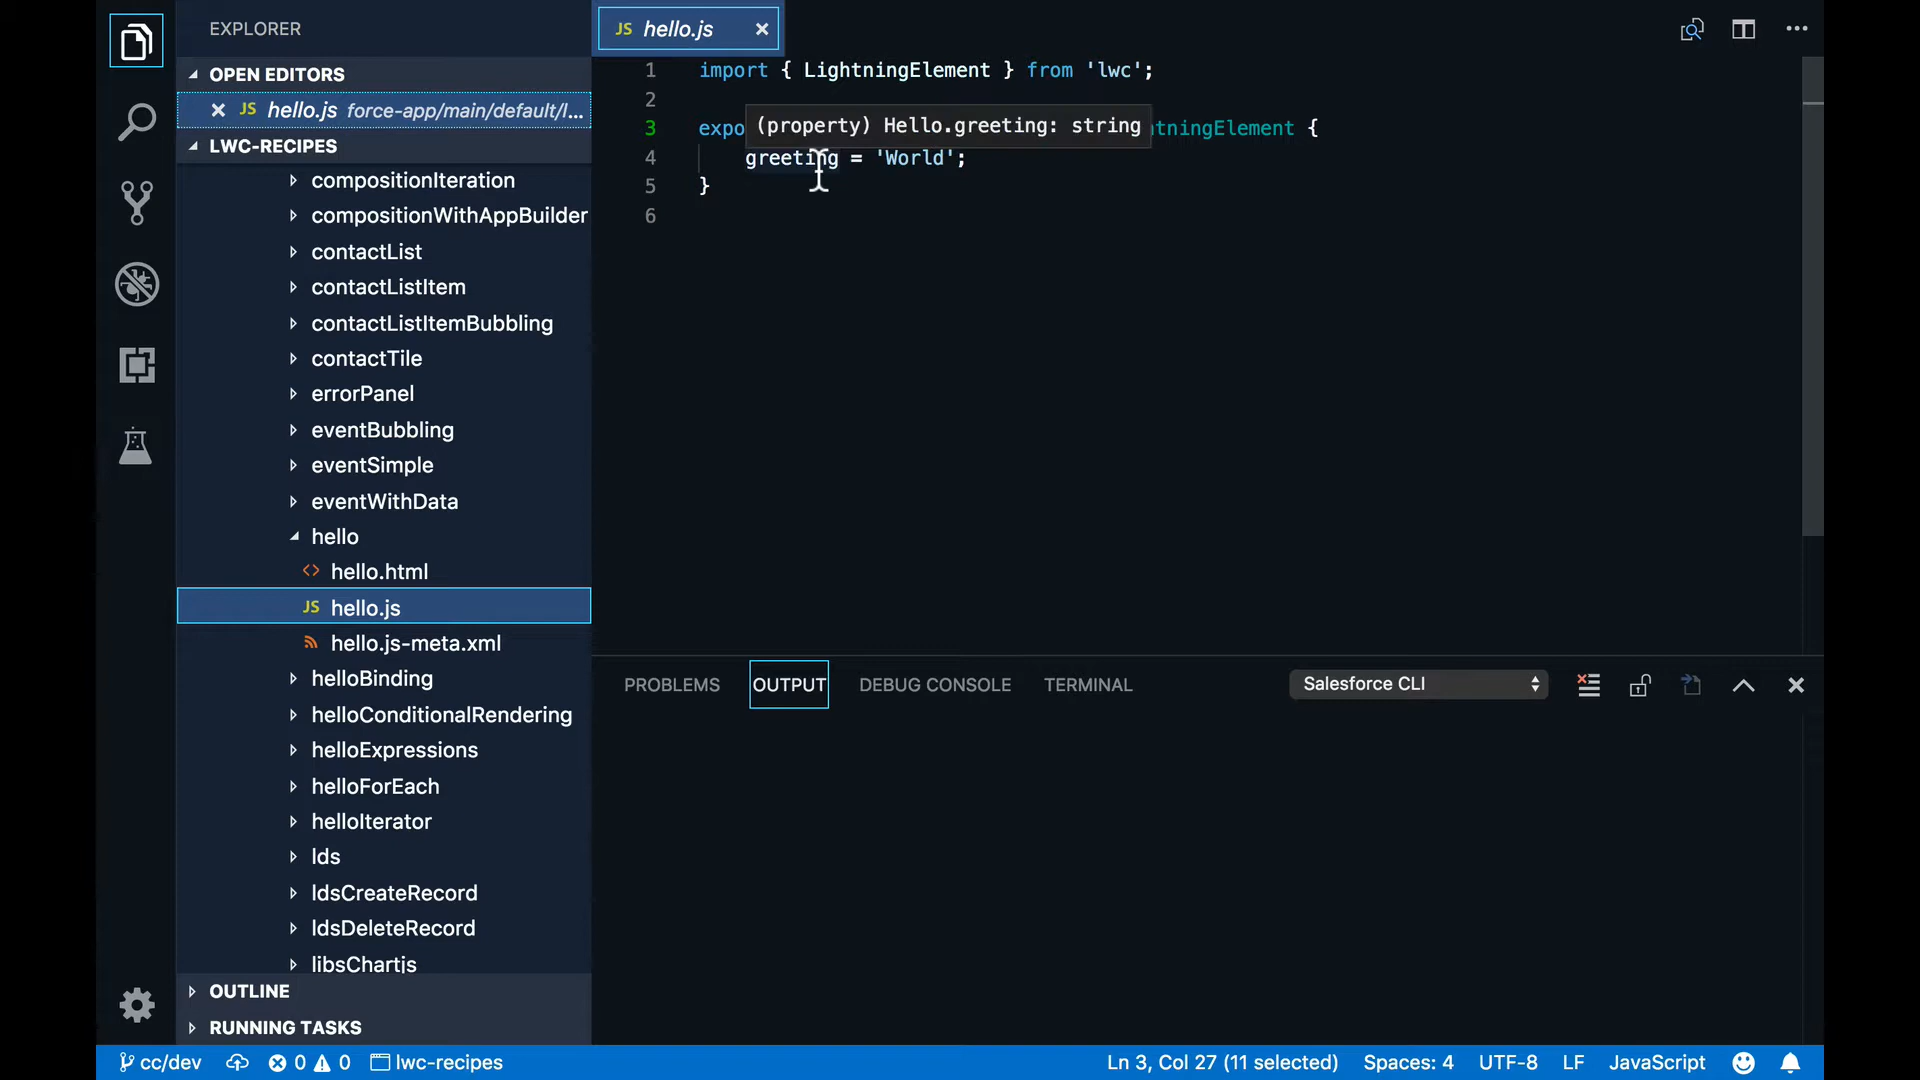 EXPLORER
OPEN EDITORS
JS hello.js force-app/main/default/l...
LWC-RECIPES
compositionIteration
compositionWithAppBuilder
contactList
contactListItem
contactListItemBubbling
contactTile
errorPanel
eventBubbling
eventSimple
eventWithData
hello
<> hello.html
JS hello.js
hello.js-meta.xml
helloBinding
helloConditionalRendering
helloExpressions
helloForEach
helloIterator
lds
ldsCreateRecord
ldsDeleteRecord
libsChartjs
OUTLINE
RUNNING TASKS
JS hello.js
1 import { LightningElement } from 'lwc';
2
(property) Hello.greeting: string
3 expo tningElement {
4 greeting = 'World';
5 }
6
PROBLEMS OUTPUT DEBUG CONSOLE TERMINAL Salesforce CLI
cc/dev 0 0 lwc-recipes Ln 3, Col 27 (11 selected) Spaces: 4 UTF-8 LF JavaScript